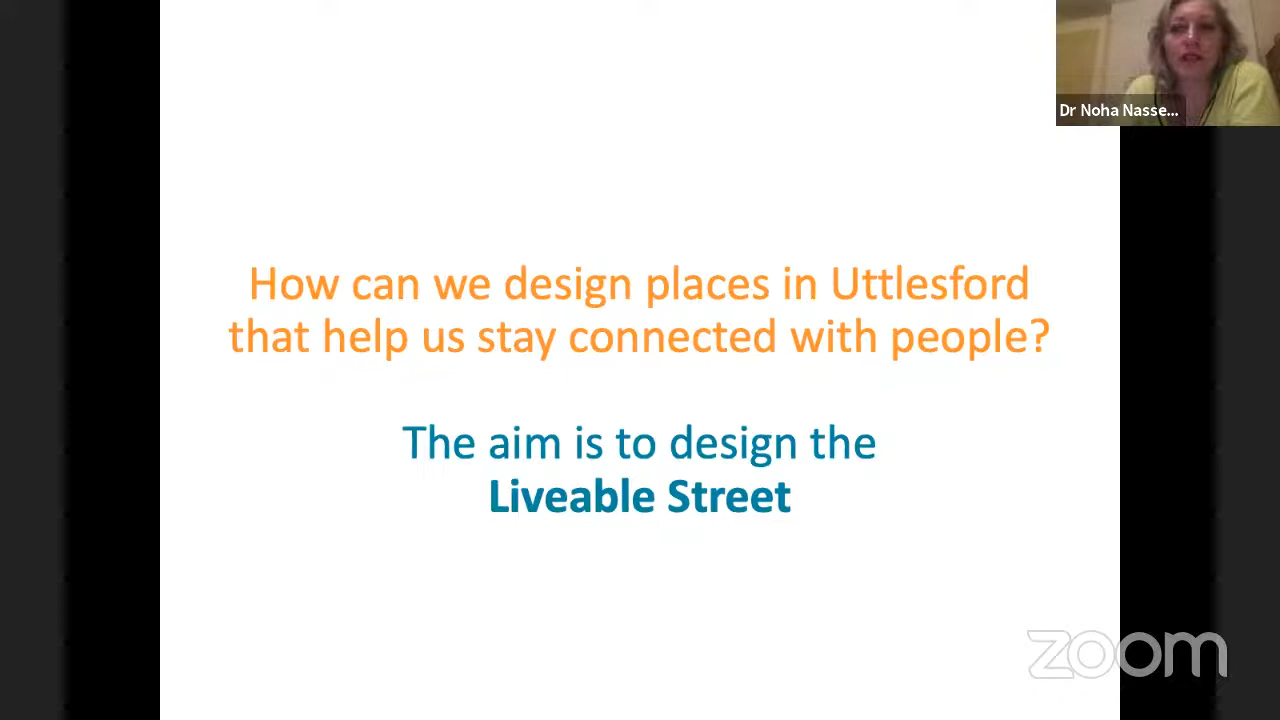 Dr Noha Nasse...
How can we design places in Uttlesford
that help us stay connected with people?
The aim is to design the
Liveable Street
zoom